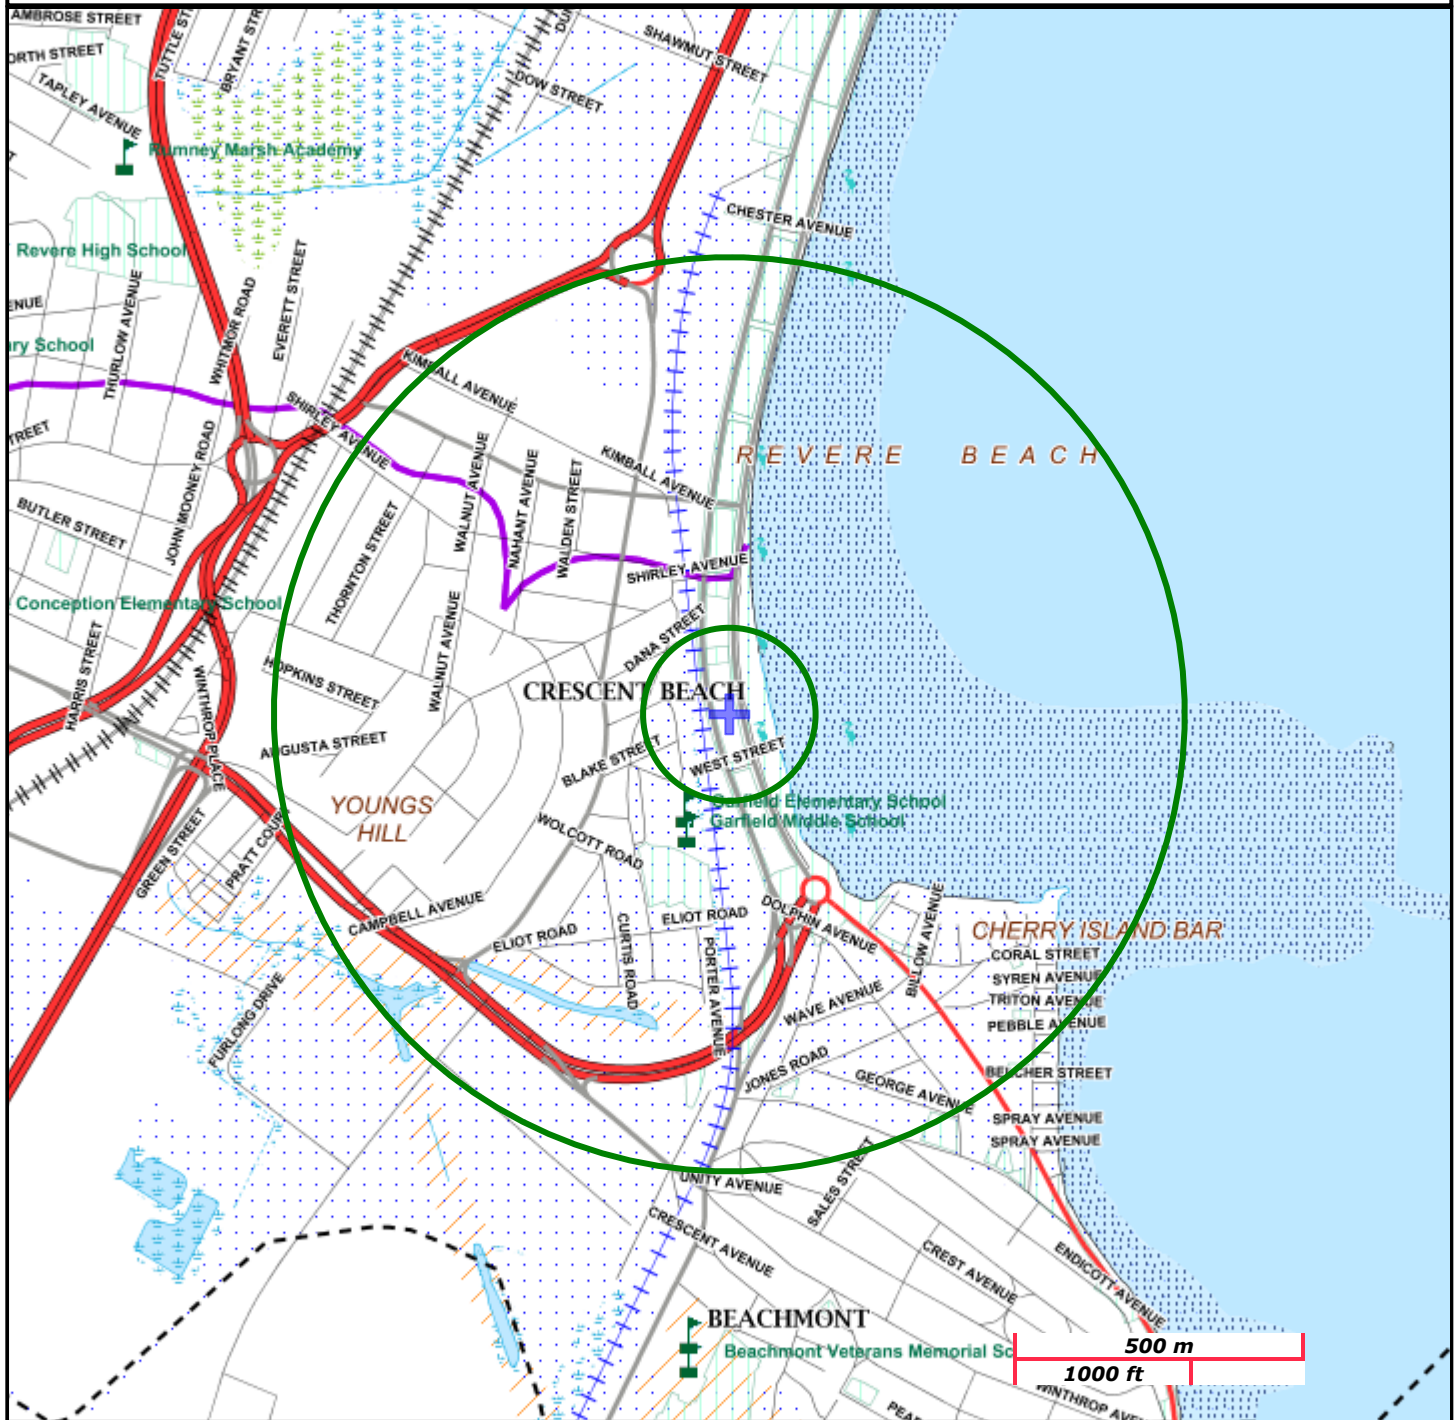 AMBROSE STREET
TUTTLE ST
BRYANT STR
DUN
SHAWMUT STREET
ORTH STREET
TAPLEY AVENUE
DOW STREET
Rumney Marsh Academy
CHESTER AVENUE
Revere High School
ENUE
THURLOW AVENUE
WHITMOR ROAD
EVERETT STREET
ary School
KIMBALL AVENUE
SHIRLEY AVENUE
TREET
JOHN MOONEY ROAD
WALNUT AVENUE
NAHANT AVENUE
WALDEN STREET
KIMBALL AVENUE
REVERE BEACH
BUTLER STREET
THORNTON STREET
SHIRLEY AVENUE
Conception Elementary School
WALNUT AVENUE
DANA STREET
HARRIS STREET
WINTHROP PLACE
HOPKINS STREET
CRESCENT BEACH
AUGUSTA STREET
BLAKE STREET
WEST STREET
YOUNGS
HILL
Garfield Elementary School
Garfield Middle School
GREEN STREET
PRATT COURT
WOLCOTT ROAD
CAMPBELL AVENUE
ELIOT ROAD
ELIOT ROAD
CURTIS ROAD
PORTER AVENUE
DOLPHIN AVENUE
BILLOW AVENUE
CHERRY ISLAND BAR
CORAL STREET
SYREN AVENUE
TRITON AVENUE
PEBBLE AVENUE
WAVE AVENUE
FURLONG DRIVE
JONES ROAD
GEORGE AVENUE
BELCHER STREET
SPRAY AVENUE
SPRAY AVENUE
UNITY AVENUE
SALES STREET
CRESCENT AVENUE
CREST AVENUE
ENDICOTT AVENUE
BEACHMONT
Beachmont Veterans Memorial Sc
500 m
1000 ft
WINTHROP AVE
PEAR